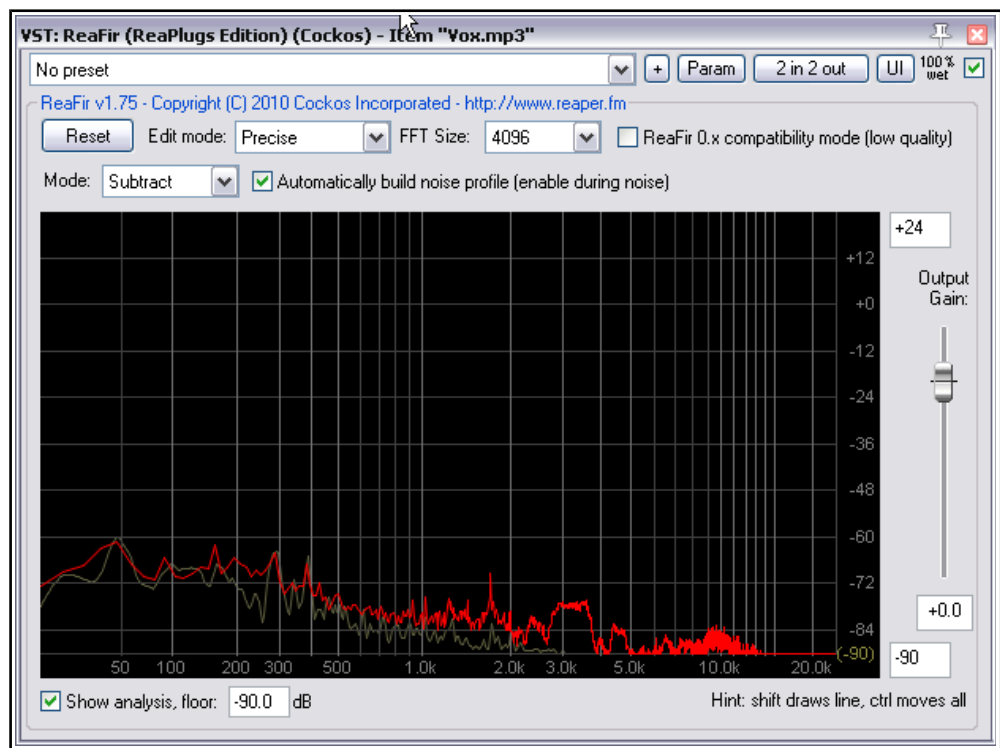 VST: ReaFir (ReaPlugs Edition) (Cockos) - Item "Vox.mp3"
No preset + Param 2 in 2 out UI 100 % wet
ReaFir v1.75 - Copyright (C) 2010 Cockos Incorporated - http://www.reaper.fm
Reset Edit mode: Precise FFT Size: 4096 ReaFir 0.x compatibility mode (low quality)
Mode: Subtract Automatically build noise profile (enable during noise)
+24
+12
Output
Gain:
+0
-12
-24
-36
-48
-60
-72
+0.0
-84
(-90) -90
50 100 200 300 500 1.0k 2.0k 3.0k 5.0k 10.0k 20.0k
Show analysis, floor: -90.0 dB Hint: shift draws line, ctrl moves all